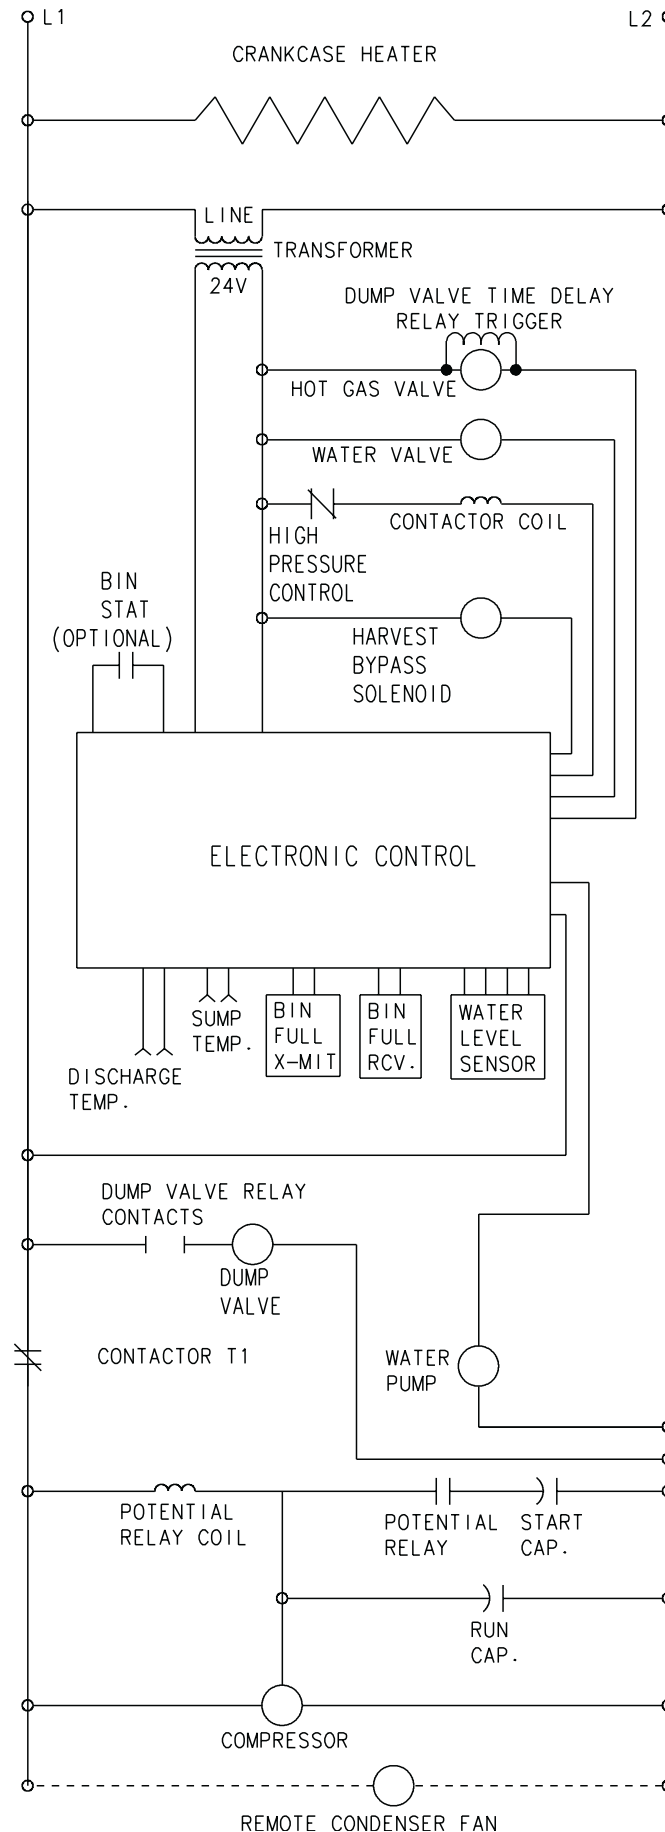 L1
L2
CRANKCASE HEATER
LINE
TRANSFORMER
24V
DUMP VALVE TIME DELAY
RELAY TRIGGER
HOT GAS VALVE
WATER VALVE
CONTACTOR COIL
HIGH
PRESSURE
CONTROL
BIN
STAT
(OPTIONAL)
HARVEST
BYPASS
SOLENOID
ELECTRONIC CONTROL
DISCHARGE
TEMP.
SUMP
TEMP.
BIN
FULL
X-MIT
BIN
FULL
RCV.
WATER
LEVEL
SENSOR
DUMP VALVE RELAY
CONTACTS
DUMP
VALVE
CONTACTOR T1
WATER
PUMP
POTENTIAL
RELAY COIL
POTENTIAL
RELAY
START
CAP.
RUN
CAP.
COMPRESSOR
REMOTE CONDENSER FAN